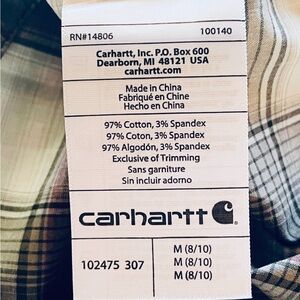 RN#14806 100140
Carhartt, Inc. P.O. Box 600
Dearborn, MI 48121 USA
carhartt.com
Made in China
Fabriqué en Chine
Hecho en China
97% Cotton, 3% Spandex
97% Coton, 3% Spandex
97% Algodón, 3% Spandex
Exclusive of Trimming
Sans garniture
Sin incluir adorno
carhartt
102475 307
M (8/10)
M (8/10)
M (8/10)